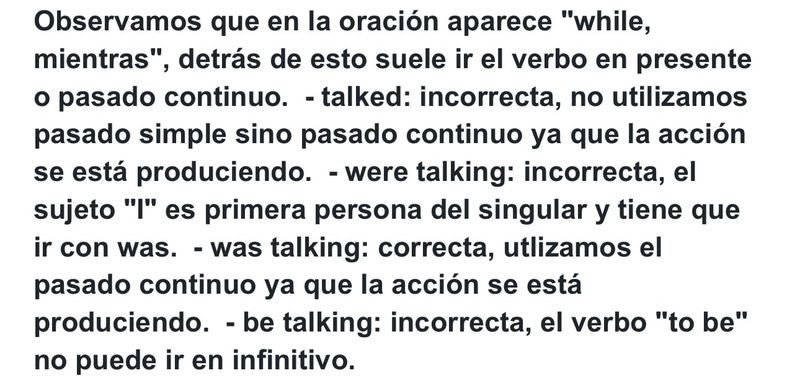 Observamos que en la oración aparece "while,
mientras", detrás de esto suele ir el verbo en presente
o pasado continuo.  - talked: incorrecta, no utilizamos
pasado simple sino pasado continuo ya que la acción
se está produciendo.  - were talking: incorrecta, el
sujeto "I" es primera persona del singular y tiene que
ir con was.  - was talking: correcta, utlizamos el
pasado continuo ya que la acción se está
produciendo.  - be talking: incorrecta, el verbo "to be"
no puede ir en infinitivo.